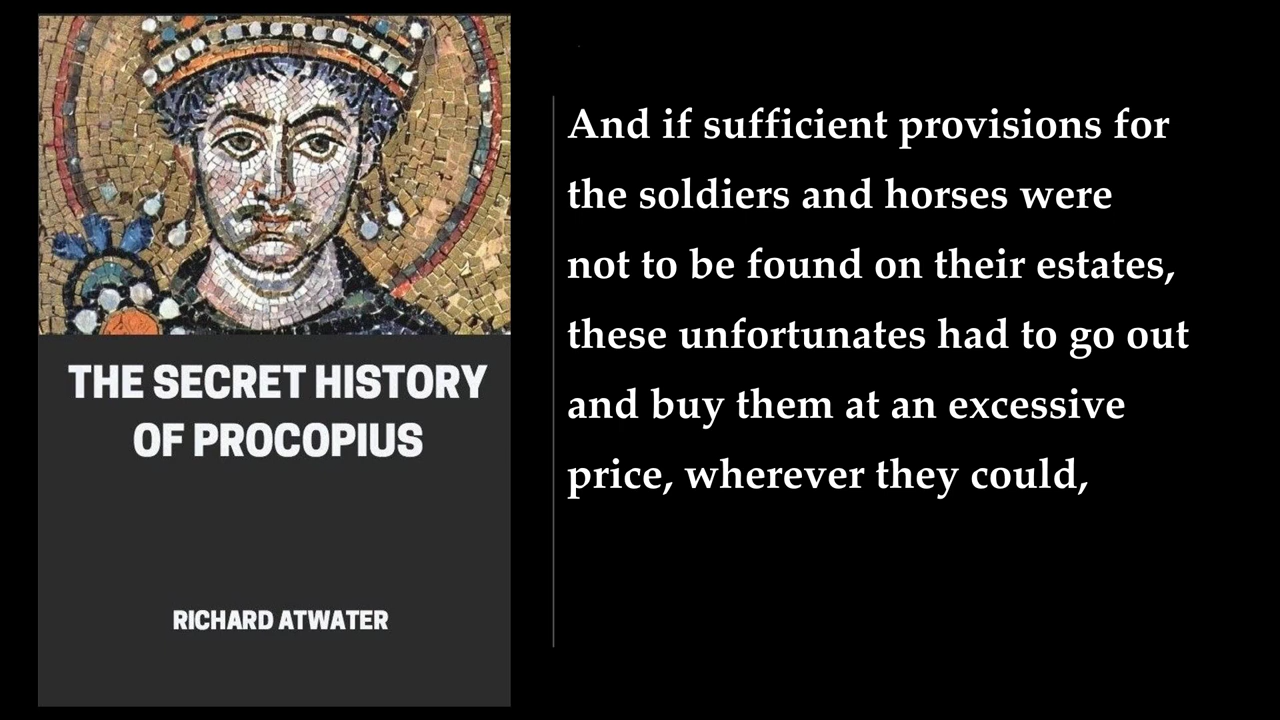 THE SECRET HISTORY
OF PROCOPIUS
RICHARD ATWATER
And if sufficient provisions for
the soldiers and horses were
not to be found on their estates,
these unfortunates had to go out
and buy them at an excessive
price, wherever they could,